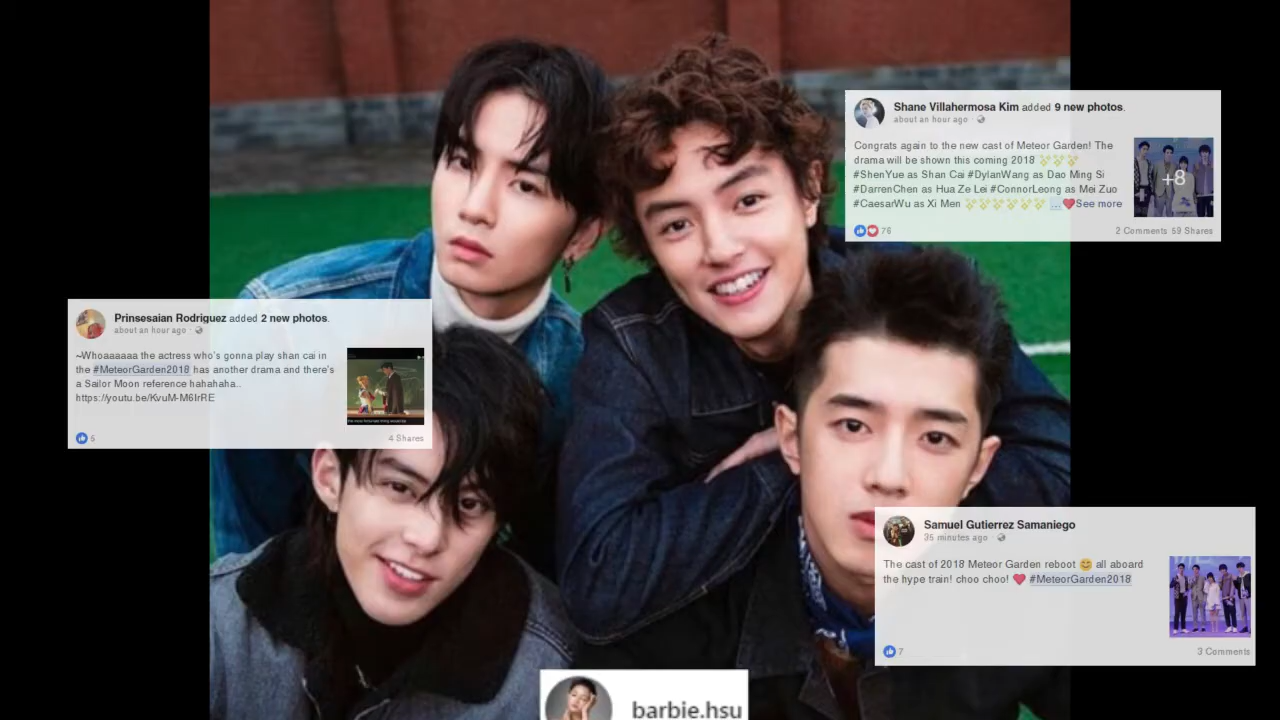 Shane Villahermosa Kim added 9 new photos.
about an hour ago
Congrats again to the new cast of Meteor Garden! The
drama will be shown this coming 2018 ✨✨✨
#ShenYue as Shan Cai #DylanWang as Dao Ming Si
#DarrenChen as Hua Ze Lei #ConnorLeong as Mei Zuo
#CaesarWu as Xi Men ✨✨✨✨✨✨ ❤See more
+8
76
2 Comments 59 Shares
Prinsesaian Rodriguez added 2 new photos.
about an hour ago
~Whoaaaaaa the actress who's gonna play shan cai in
the #MeteorGarden2018 has another drama and there's
a Sailor Moon reference hahahaha..
https://youtu.be/KvuM-M6IrRE
5
4 Shares
Samuel Gutierrez Samaniego
35 minutes ago
The cast of 2018 Meteor Garden reboot 😊 all aboard
the hype train! choo choo! ❤ #MeteorGarden2018
7
3 Comments
barbie.hsu